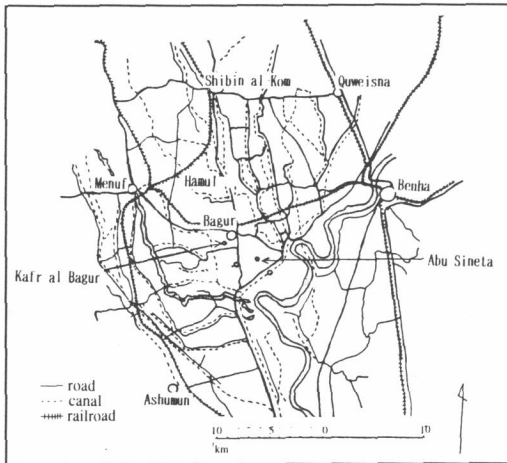 Shibin al Kom
Quweisna
Menuf
Hamul
Benha
Bagur
Abu Sineta
Kafr al Bagur
road
canal
railroad
Ashumun
10 5 0 10
km